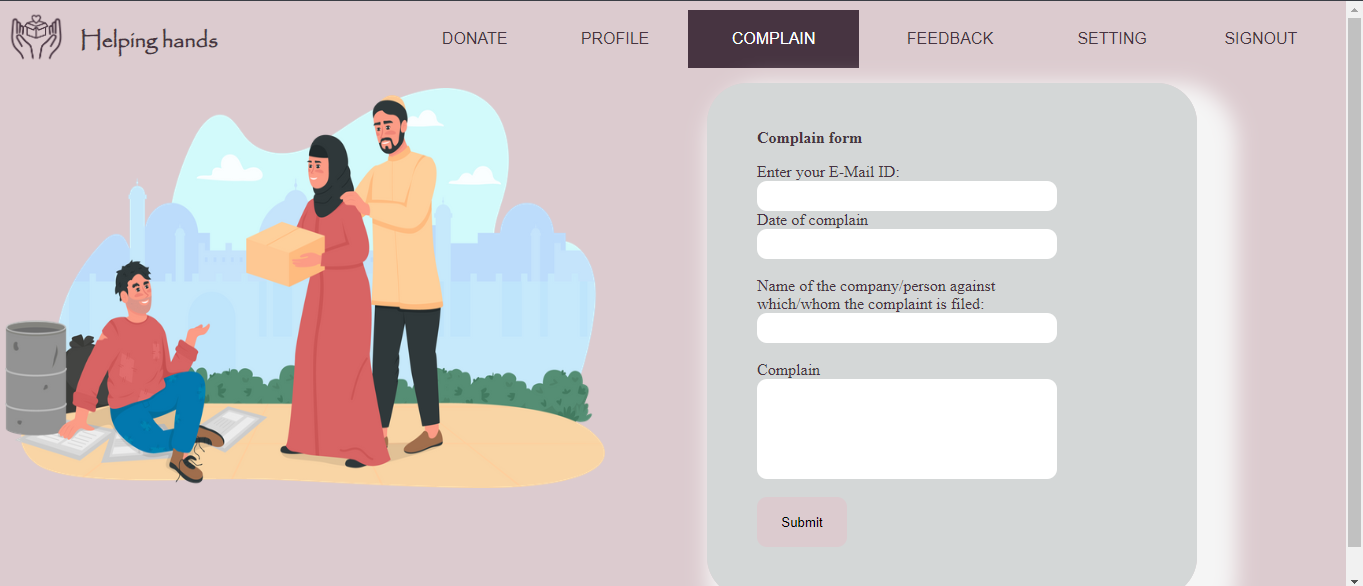 Helping hands
DONATE
PROFILE
COMPLAIN
FEEDBACK
SETTING
SIGNOUT
Complain form
Enter your E-Mail ID:
Date of complain
Name of the company/person against
which/whom the complaint is filed:
Complain
Submit